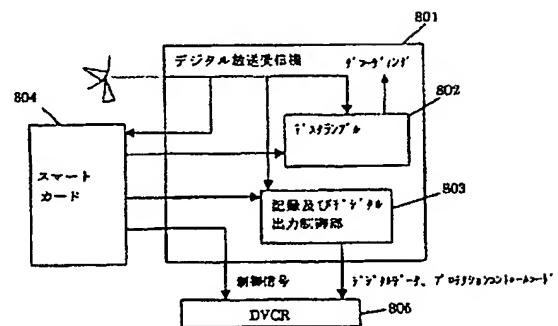 801
デジタル放送受信機
デコーディング
804
802
デスクランブル
スマート
カード
803
記録及びデジタル
出力制御部
制御信号
デジタルデータ、プロテクションコントロールコード
DVCR
806